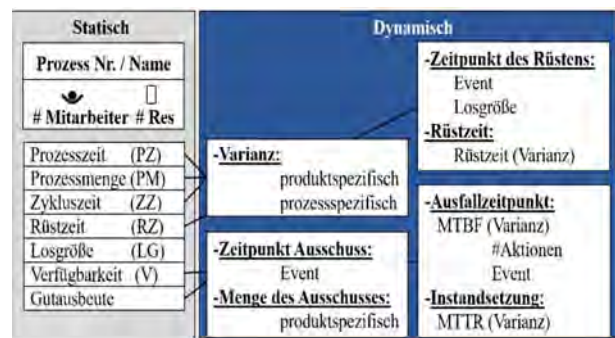 Statisch
Prozess Nr. / Name
# Mitarbeiter # Res
Prozesszeit (PZ)
Prozessmenge (PM)
Zykluszeit (ZZ)
Rüstzeit (RZ)
Losgröße (LG)
Verfügbarkeit (V)
Gutausbeute
Dynamisch
-Varianz:
produktspezifisch
prozessspezifisch
-Zeitpunkt Ausschuss:
Event
-Menge des Ausschusses:
produktspezifisch
-Zeitpunkt des Rüstens:
Event
Losgröße
-Rüstzeit:
Rüstzeit (Varianz)
-Ausfallzeitpunkt:
MTBF (Varianz)
#Aktionen
Event
-Instandsetzung:
MTTR (Varianz)